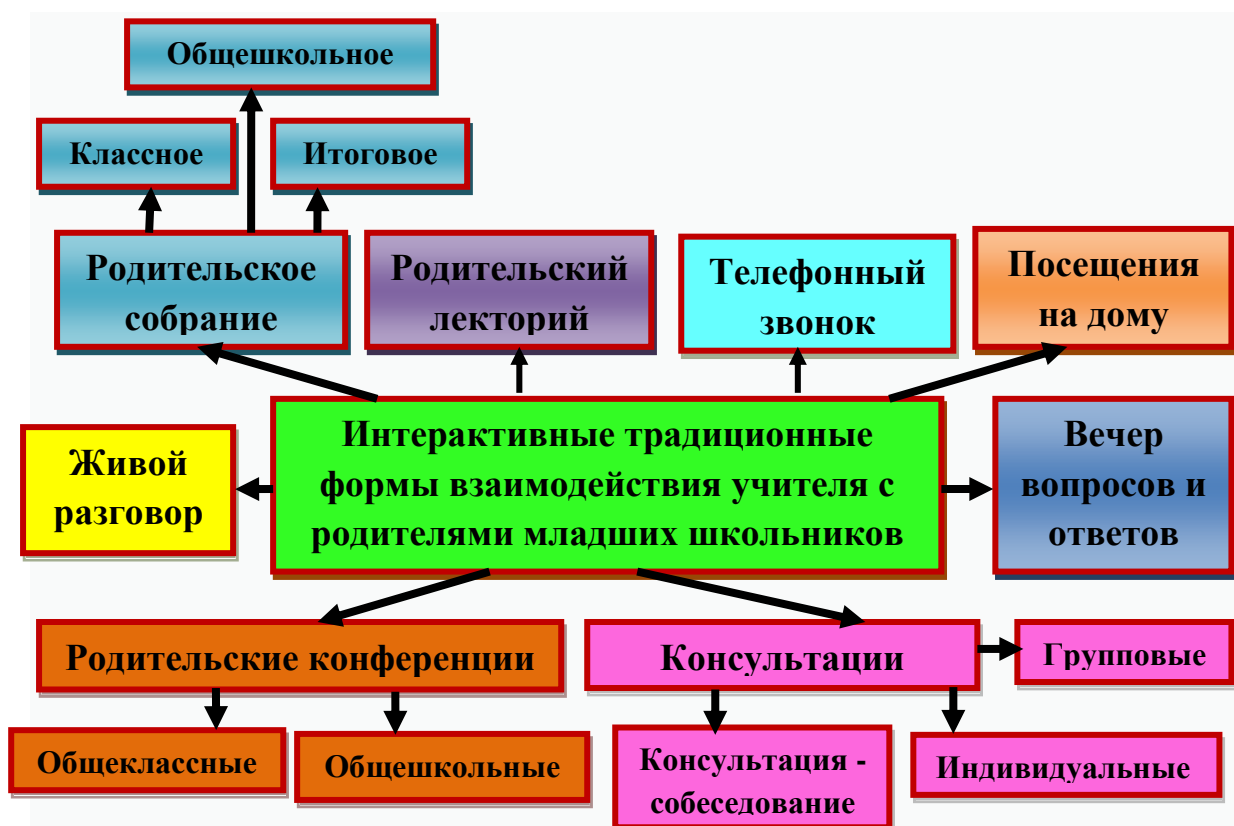 Общешкольное
Классное
Итоговое
Родительское
собрание
Родительский
лекторий
Телефонный
звонок
Посещения
на дому
Живой
разговор
Интерактивные традиционные
формы взаимодействия учителя с
родителями младших школьников
Вечер
вопросов и
ответов
Родительские конференции
Консультации
Групповые
Общеклассные
Общешкольные
Консультация -
собеседование
Индивидуальные